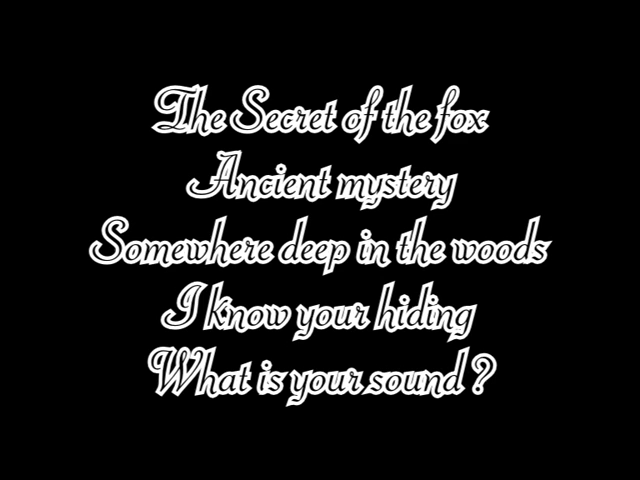 The Secret of the fox
Ancient mystery
Somewhere deep in the woods
I know your hiding
What is your sound ?